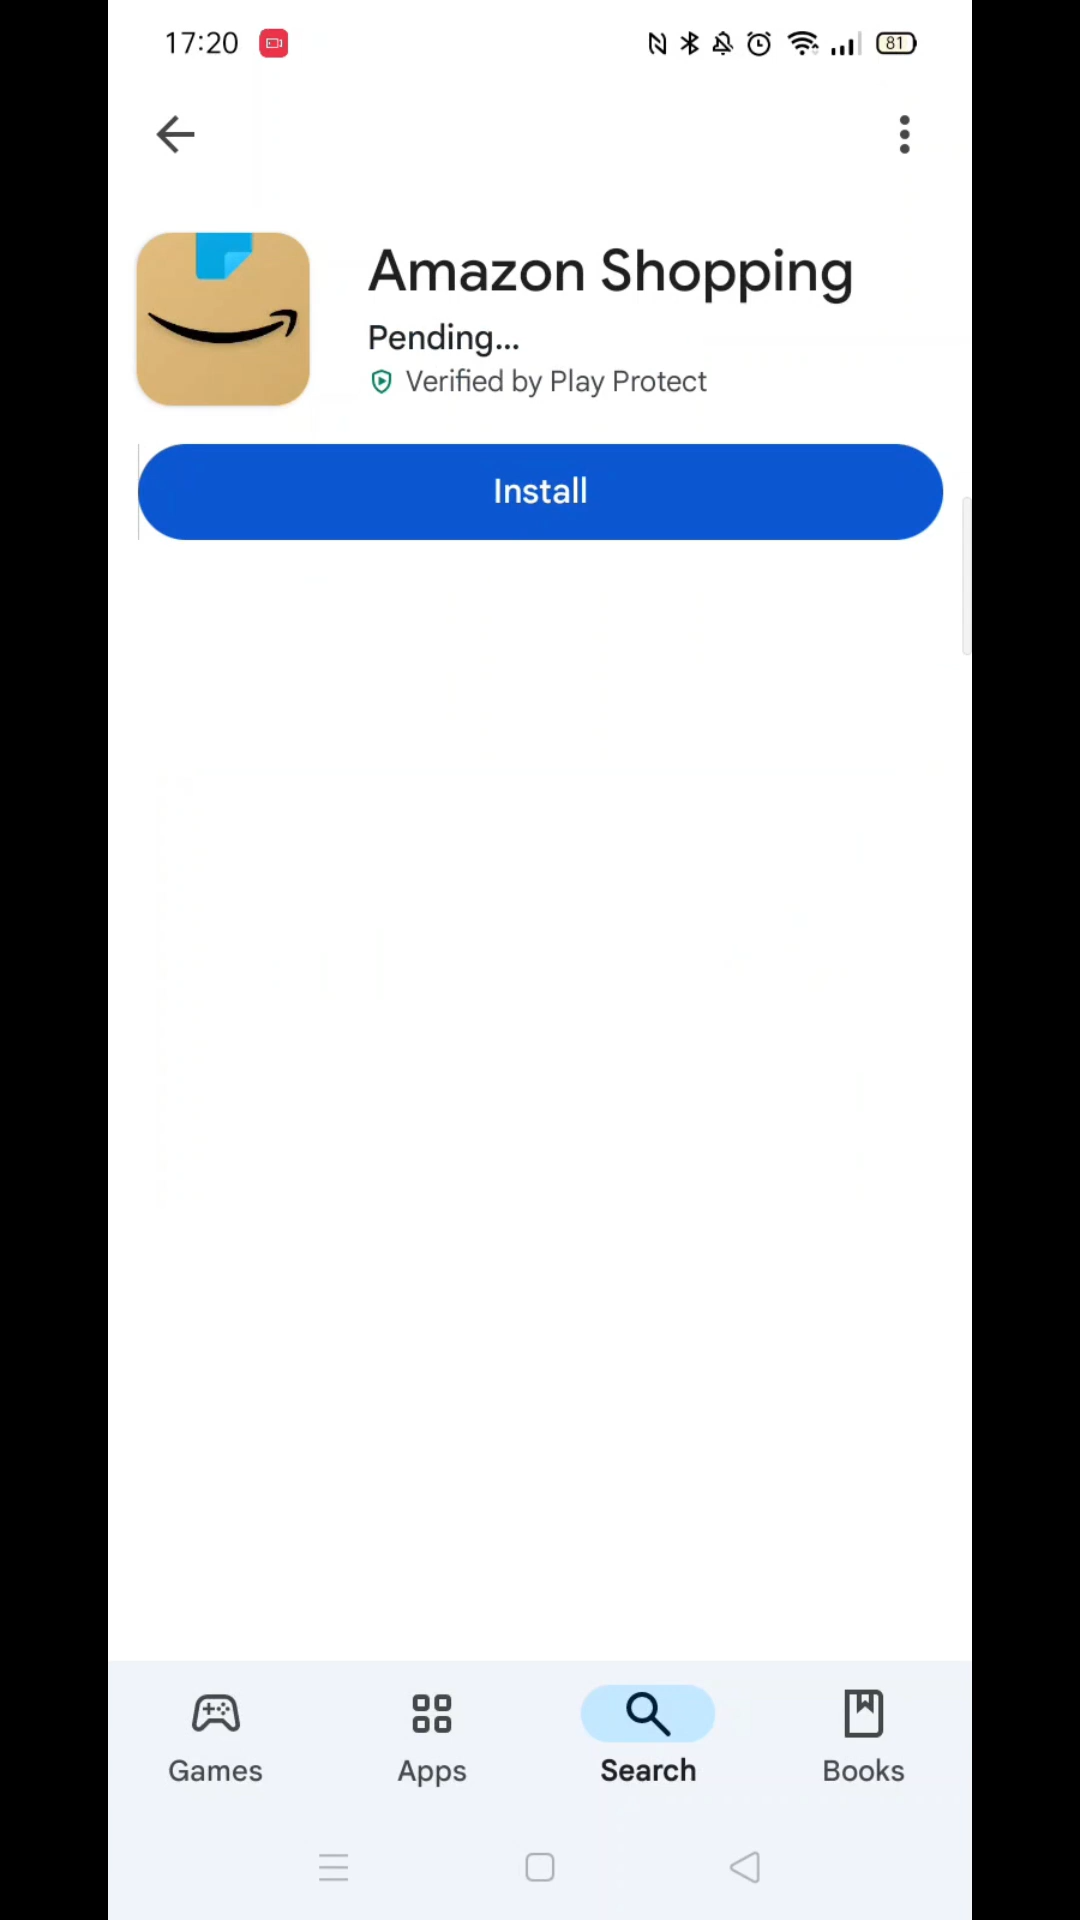 17:20
81
Amazon Shopping
Pending...
Verified by Play Protect
Install
Games
Apps
Search
Books